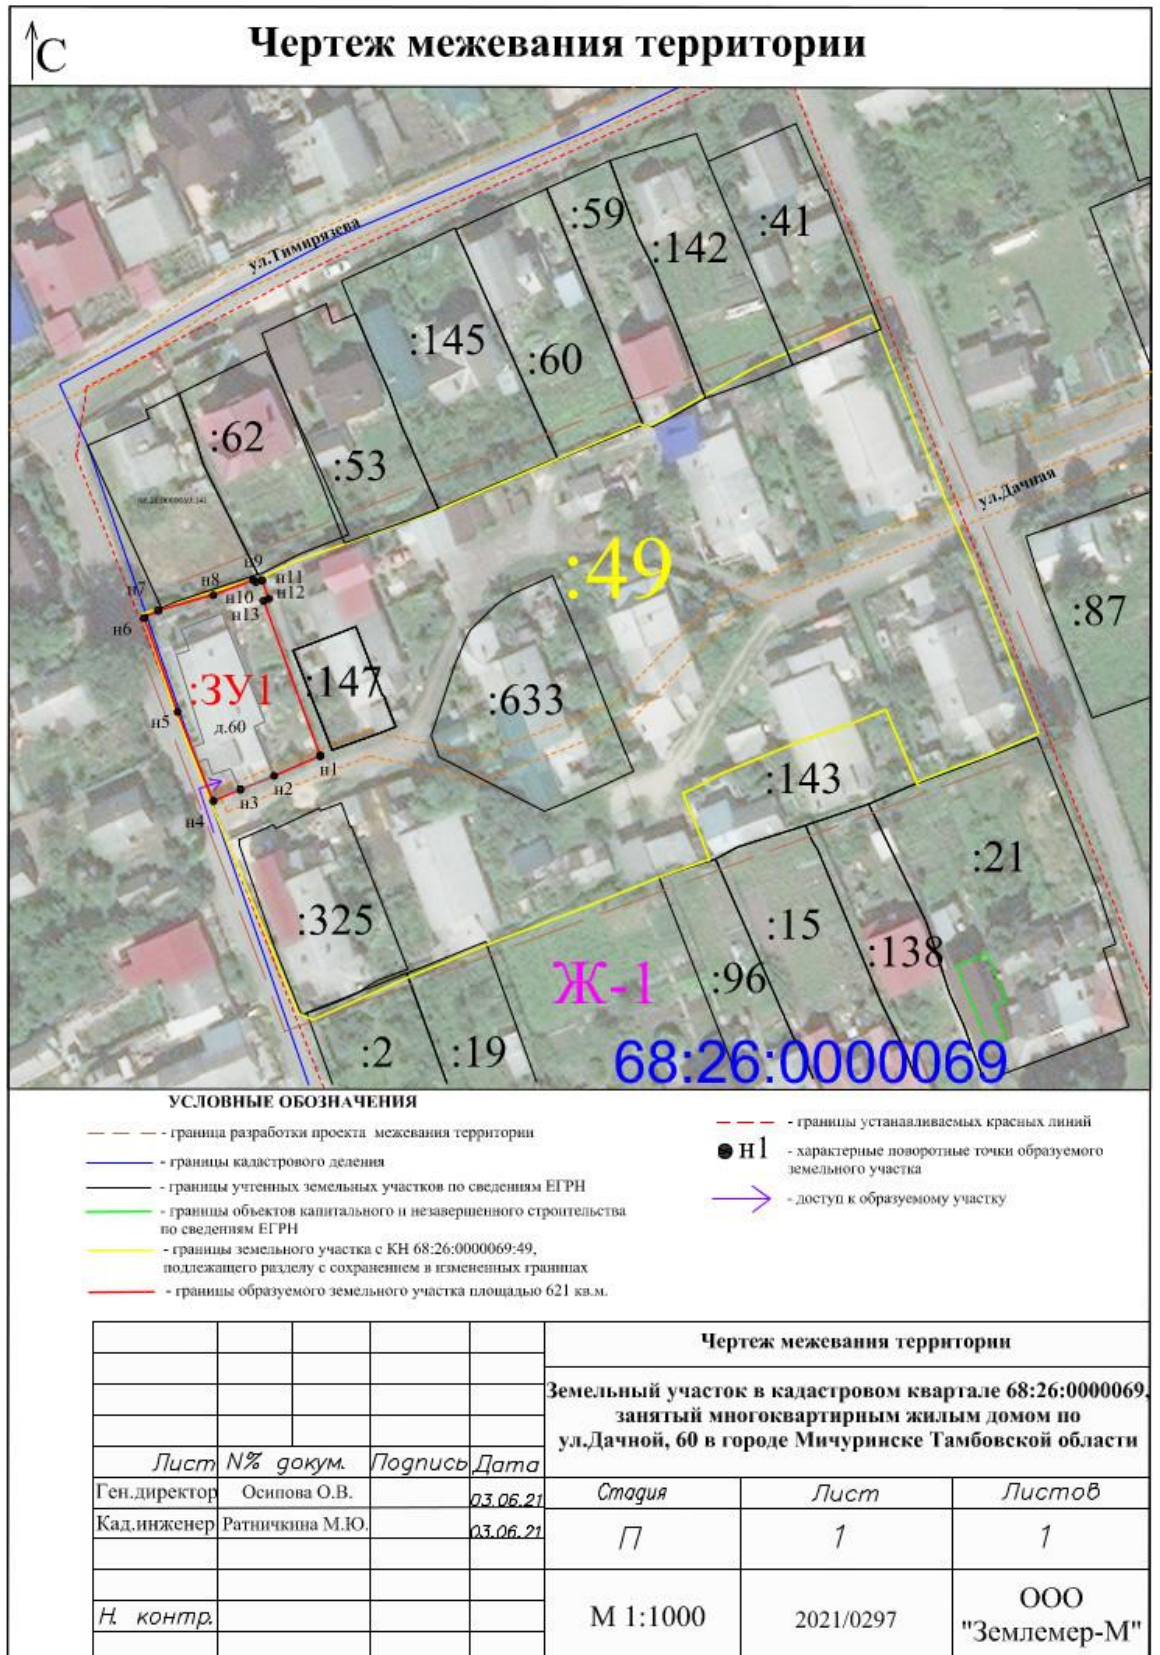 С
Чертеж межевания территории
ул.Тимирязева
:59
:41
:142
:145
:60
:62
:53
68:26:0000069:141
ул.Дачная
:49
н9
н8
н11
н12
н10
н13
н7
н6
:87
:147
:ЗУ1
:633
н5
д.60
н1
н2
:143
н3
н4
:21
:325
:15
:138
:96
Ж-1
:2
:19
68:26:0000069
УСЛОВНЫЕ ОБОЗНАЧЕНИЯ
- граница разработки проекта межевания территории
- границы кадастрового деления
- границы учтенных земельных участков по сведениям ЕГРН
- границы объектов капитального и незавершенного строительства
по сведениям ЕГРН
- границы земельного участка с КН 68:26:0000069:49,
подлежащего разделу с сохранением в измененных границах
- границы образуемого земельного участка площадью 621 кв.м.
- границы устанавливаемых красных линий
н1 - характерные поворотные точки образуемого
земельного участка
- доступ к образуемому участку
Чертеж межевания территории
Земельный участок в кадастровом квартале 68:26:0000069,
занятый многоквартирным жилым домом по
ул.Дачной, 60 в городе Мичуринске Тамбовской области
Лист N% докум. Подпись Дата
Ген.директор Осипова О.В. 03.06.21
Кад.инженер Ратничкина М.Ю. 03.06.21
Стадия Лист Листов
П 1 1
Н. контр.
М 1:1000 2021/0297 ООО
"Землемер-М"